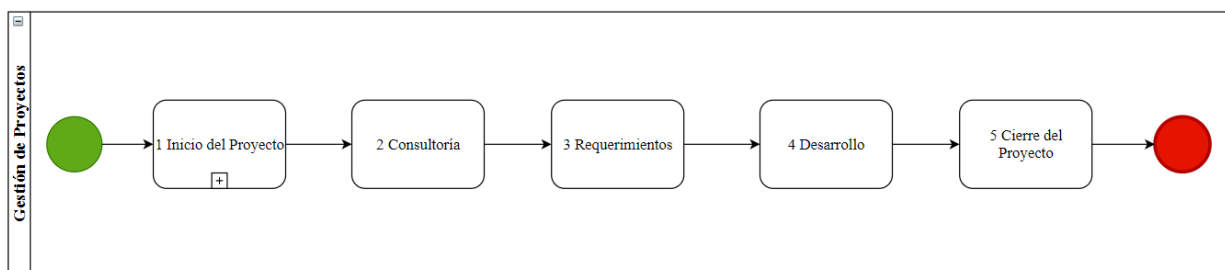 Gestión de Proyectos
1 Inicio del Proyecto
2 Consultoría
3 Requerimientos
4 Desarrollo
5 Cierre del
Proyecto